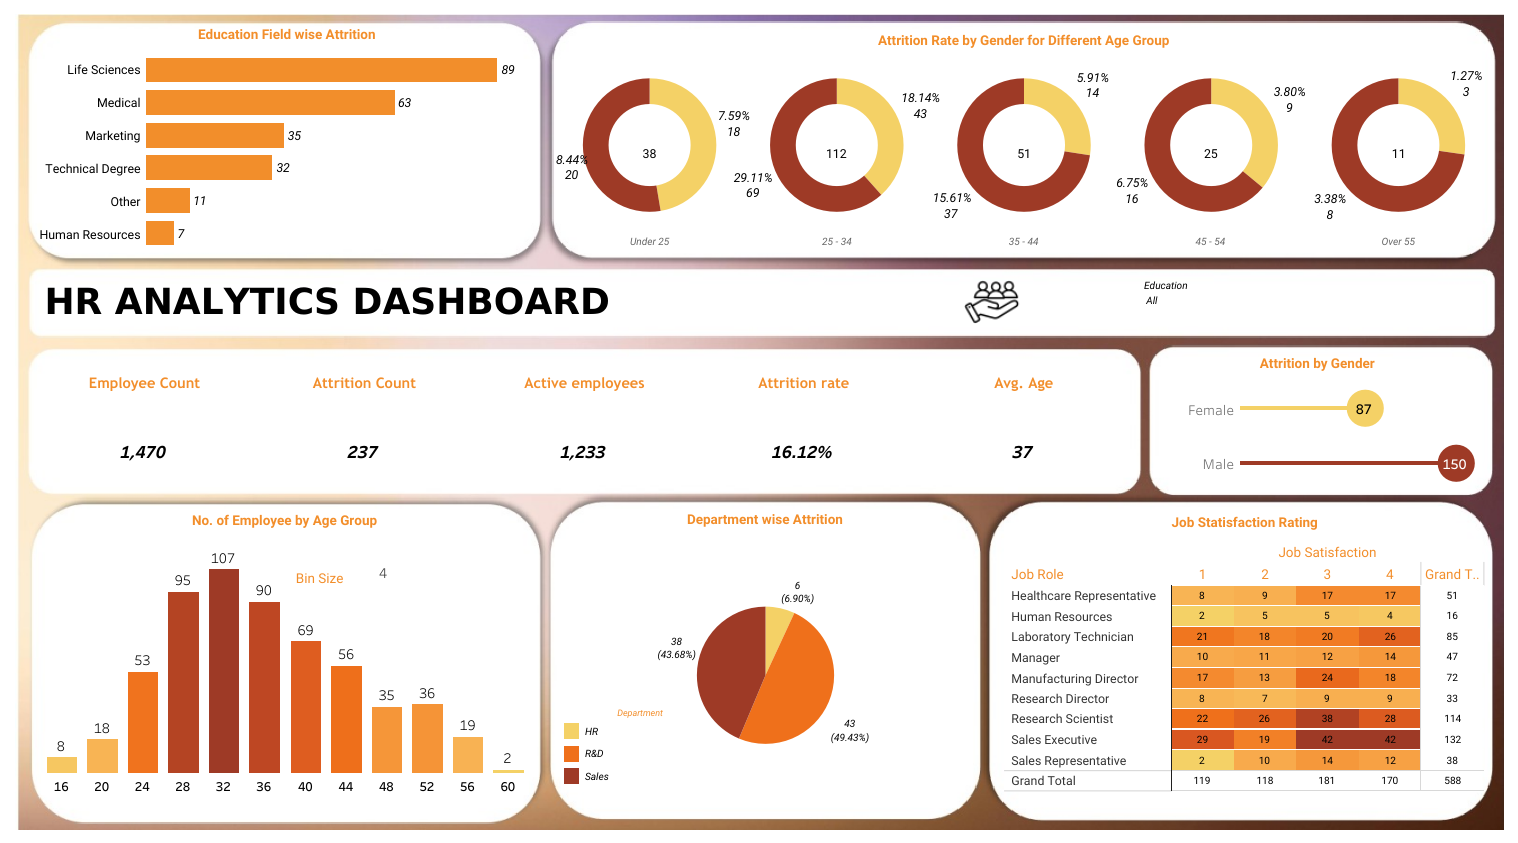 Education Field wise Attrition
Life Sciences 89
Medical 63
Marketing 35
Technical Degree 32
Other 11
Human Resources 7
Attrition Rate by Gender for Different Age Group
7.59%
18
8.44%
20
38
Under 25
18.14%
43
29.11%
69
112
25 - 34
5.91%
14
15.61%
37
51
35 - 44
3.80%
9
6.75%
16
25
45 - 54
1.27%
3
3.38%
8
11
Over 55
HR ANALYTICS DASHBOARD
Education
All
Employee Count Attrition Count Active employees Attrition rate Avg. Age
1,470 237 1,233 16.12% 37
Attrition by Gender
Female 87
Male 150
No. of Employee by Age Group
Bin Size 4
8 18 53 95 107 90 69 56 35 36 19 2
16 20 24 28 32 36 40 44 48 52 56 60
Department wise Attrition
6
(6.90%)
38
(43.68%)
43
(49.43%)
Department
HR
R&D
Sales
Job Statisfaction Rating
Job Satisfaction
Job Role 1 2 3 4 Grand T..
Healthcare Representative 8 9 17 17 51
Human Resources 2 5 5 4 16
Laboratory Technician 21 18 20 26 85
Manager 10 11 12 14 47
Manufacturing Director 17 13 24 18 72
Research Director 8 7 9 9 33
Research Scientist 22 26 38 28 114
Sales Executive 29 19 42 42 132
Sales Representative 2 10 14 12 38
Grand Total 119 118 181 170 588